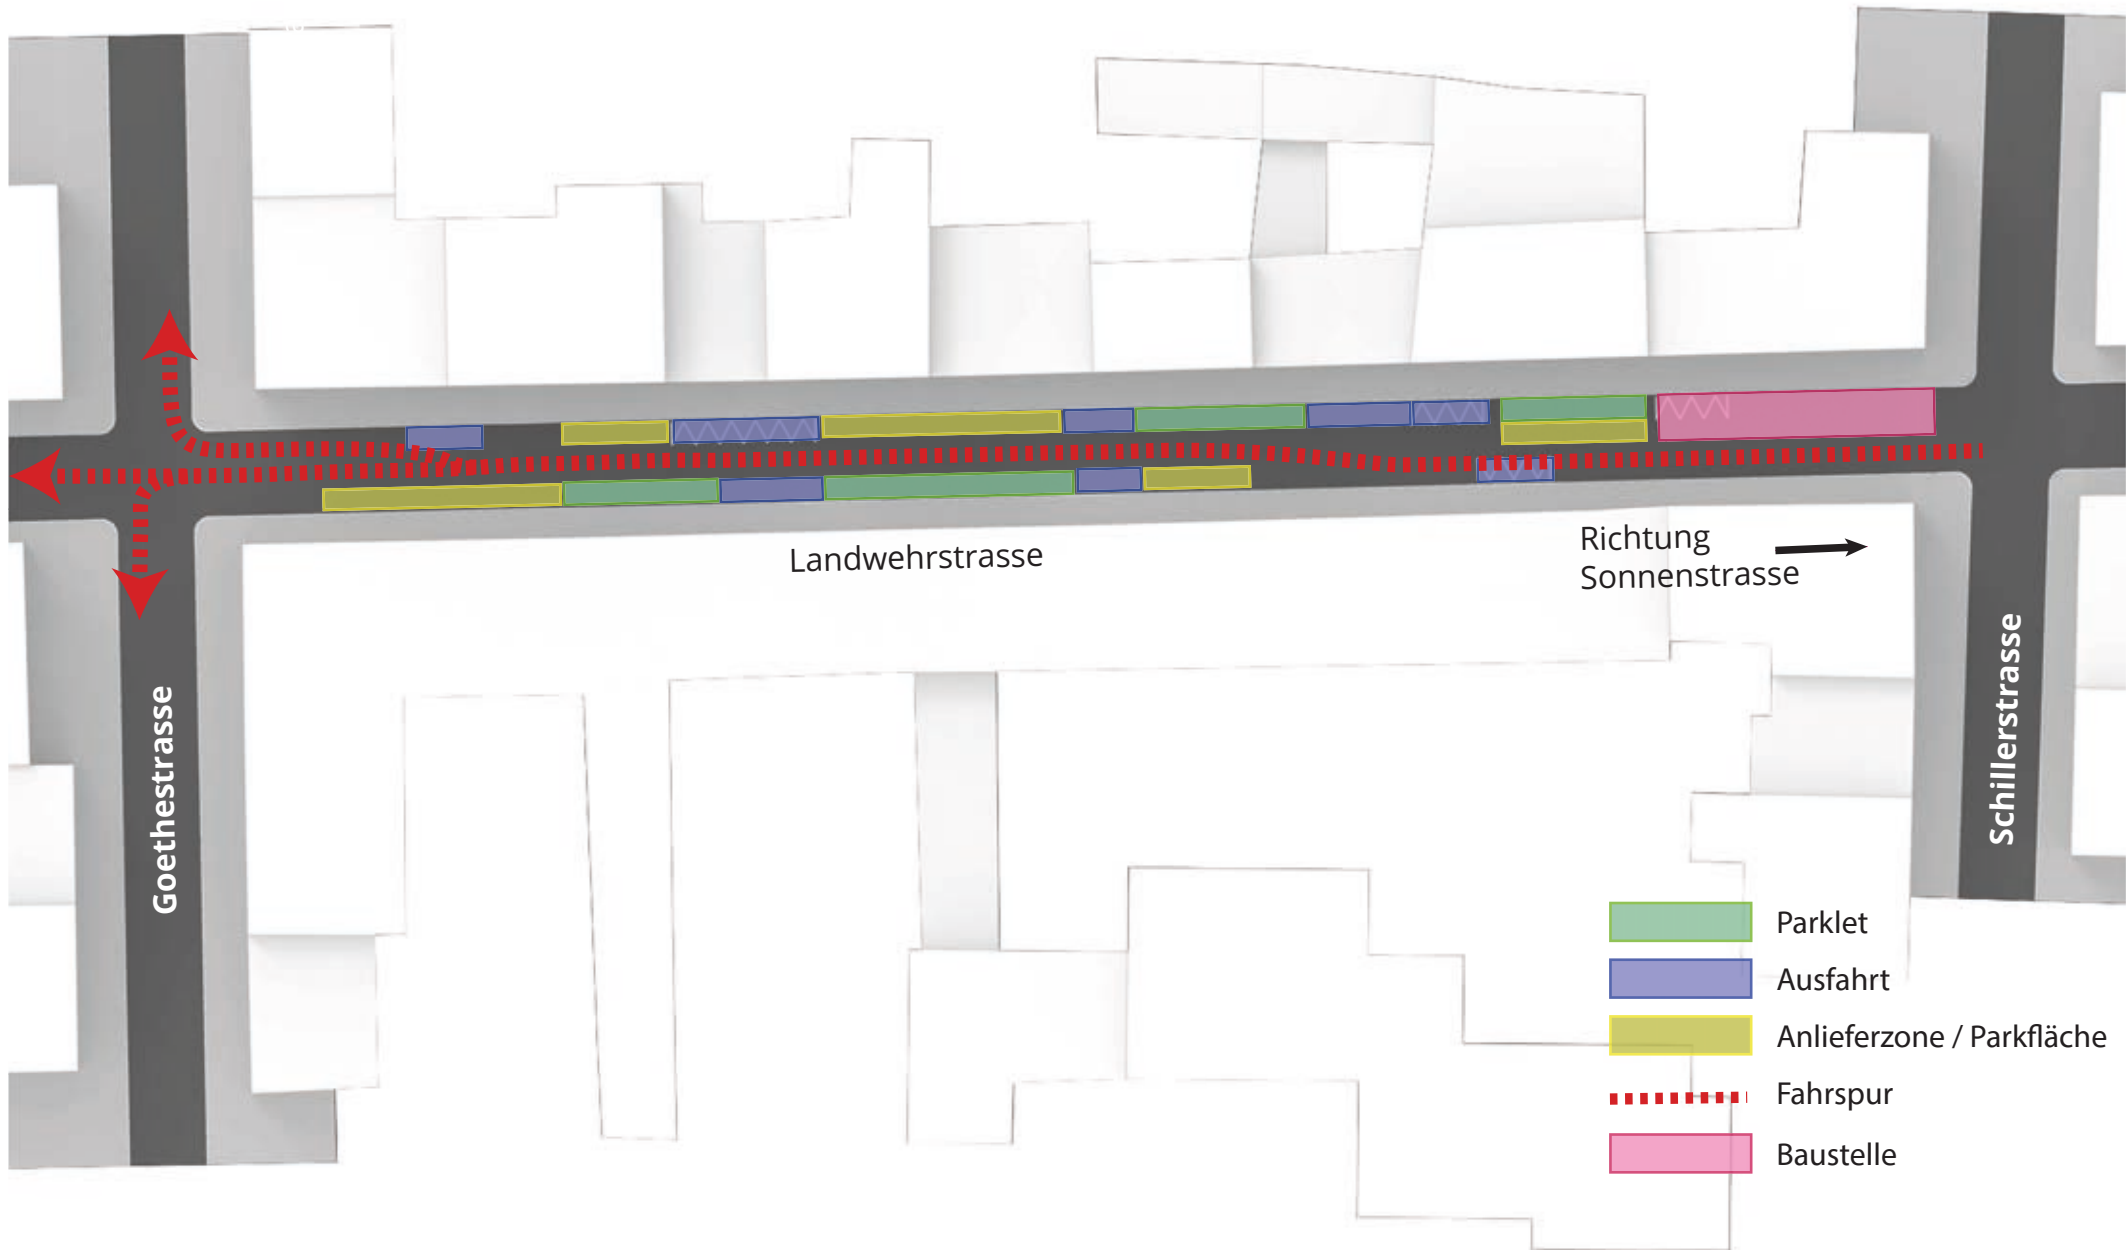 Landwehrstrasse
Richtung
Sonnenstrasse
Goethestrasse
Schillerstrasse
Parklet
Ausfahrt
Anlieferzone / Parkfläche
Fahrspur
Baustelle